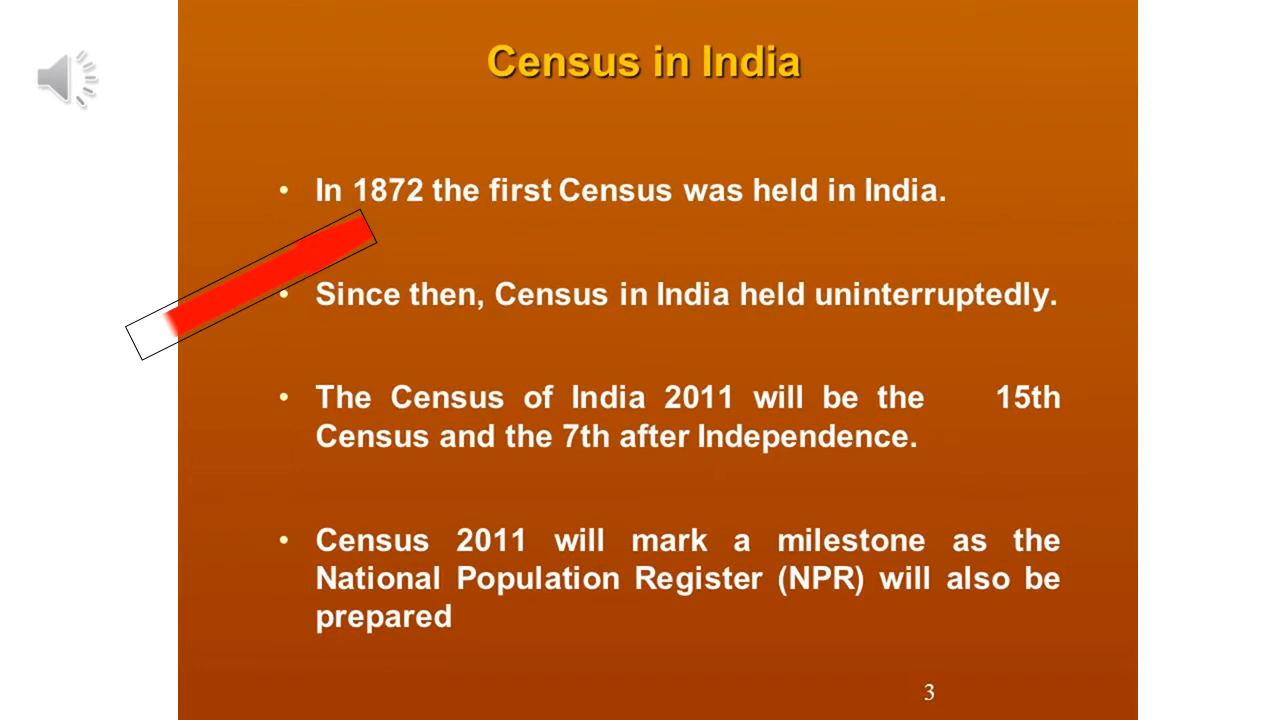 Census in India
• In 1872 the first Census was held in India.
• Since then, Census in India held uninterruptedly.
• The Census of India 2011 will be the 15th
Census and the 7th after Independence.
• Census 2011 will mark a milestone as the
National Population Register (NPR) will also be
prepared
3